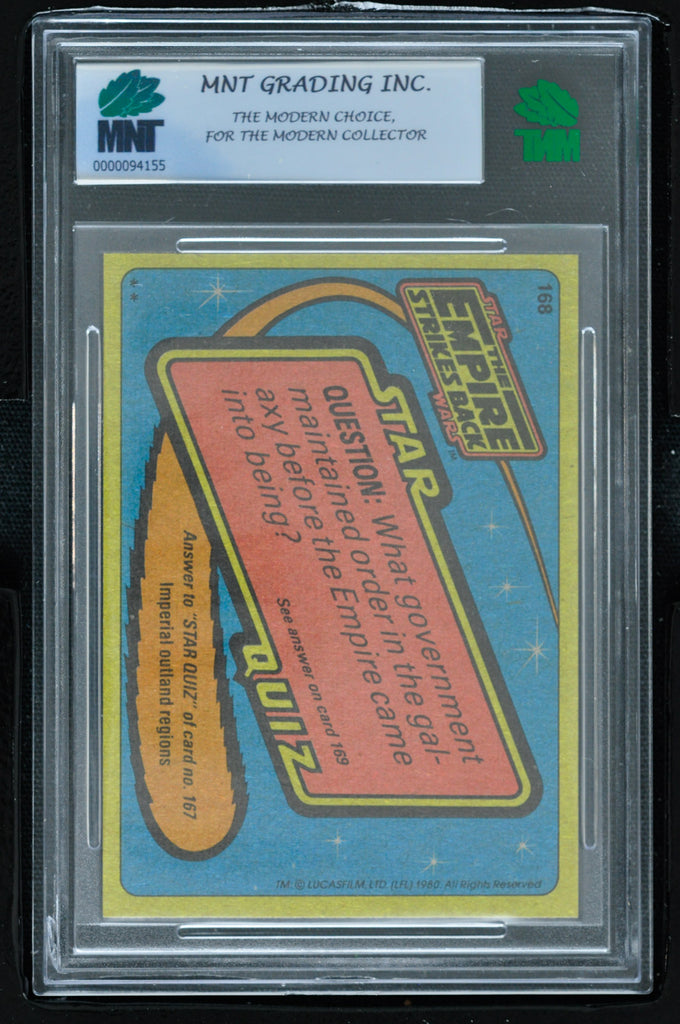 MNT GRADING INC.
THE MODERN CHOICE,
FOR THE MODERN COLLECTOR
MNT
0000094155
MNT
168
STAR
THE
EMPIRE
STRIKES BACK
WARS™
STAR
QUESTION: What government
maintained order in the gal-
axy before the Empire came
into being?
See answer on card 169
QUIZ
Answer to "STAR QUIZ" of card no. 167
Imperial outland regions
* *
TM: © LUCASFILM, LTD. (LFL) 1980. All Rights Reserved